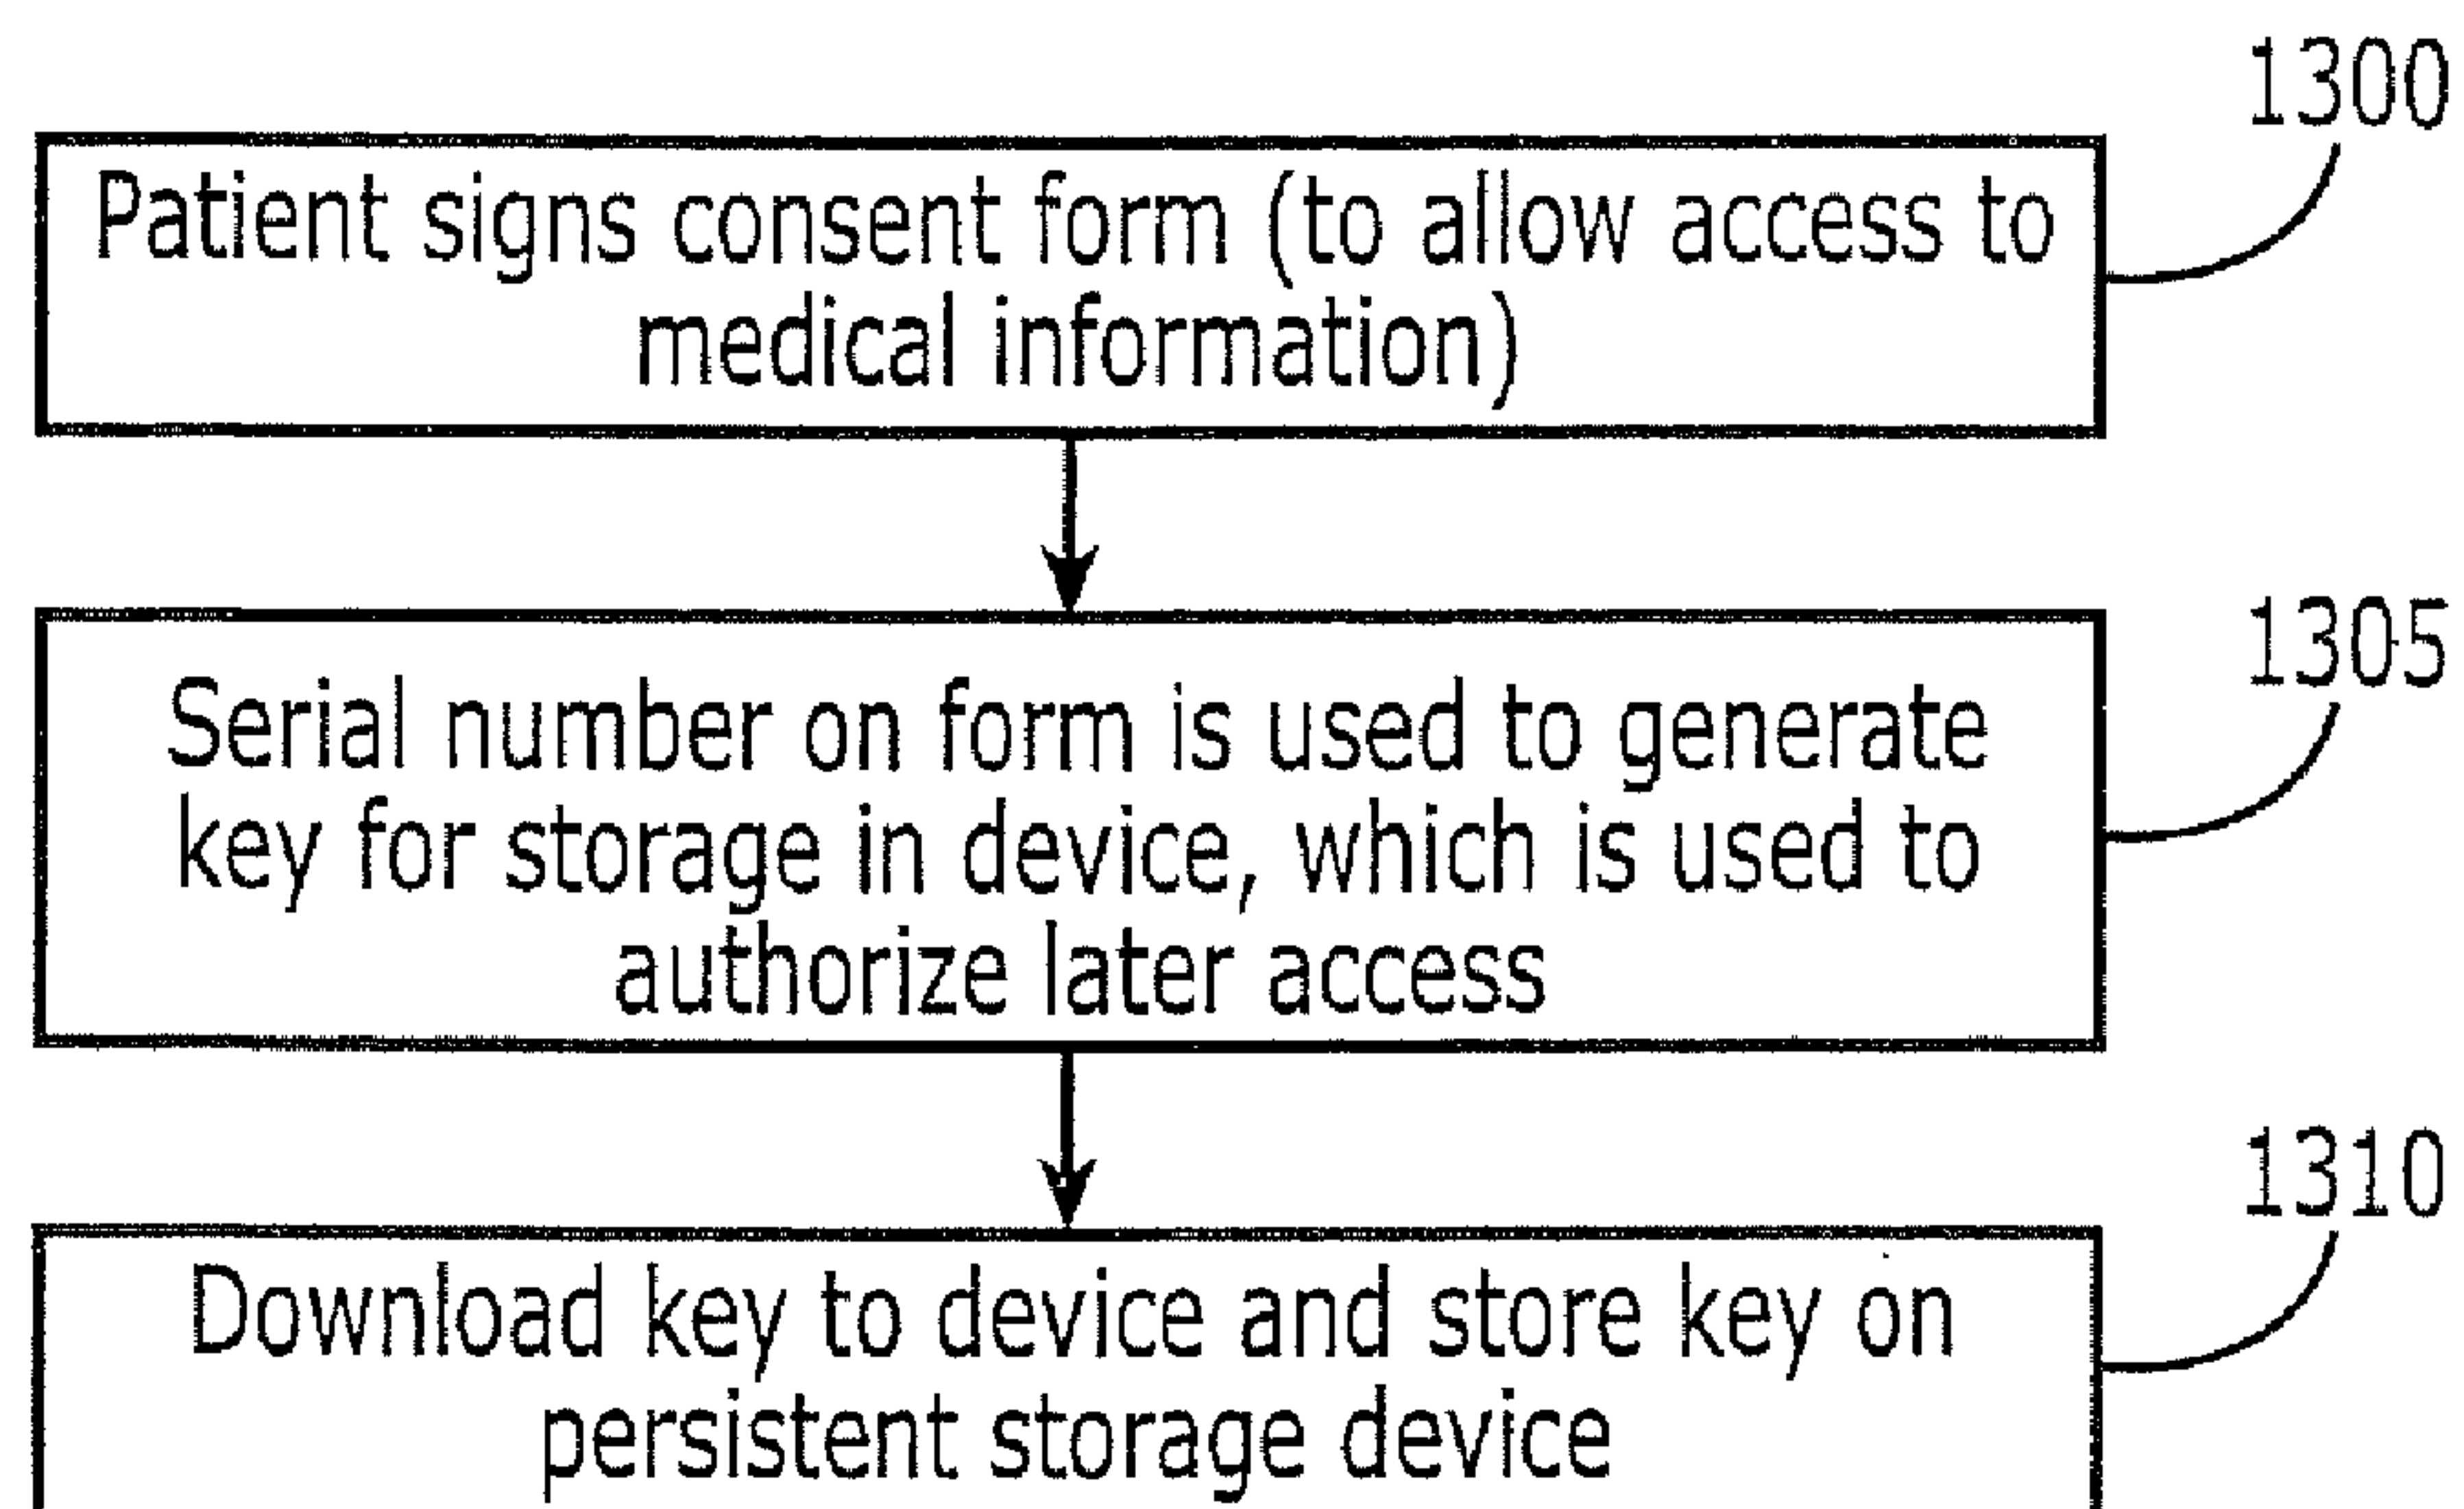 1300
Patient signs consent form (to allow access to
medical information)
1305
Serial number on form is used to generate
key for storage in device, which is used to
authorize later access
1310
Download key to device and store key on
persistent storage device